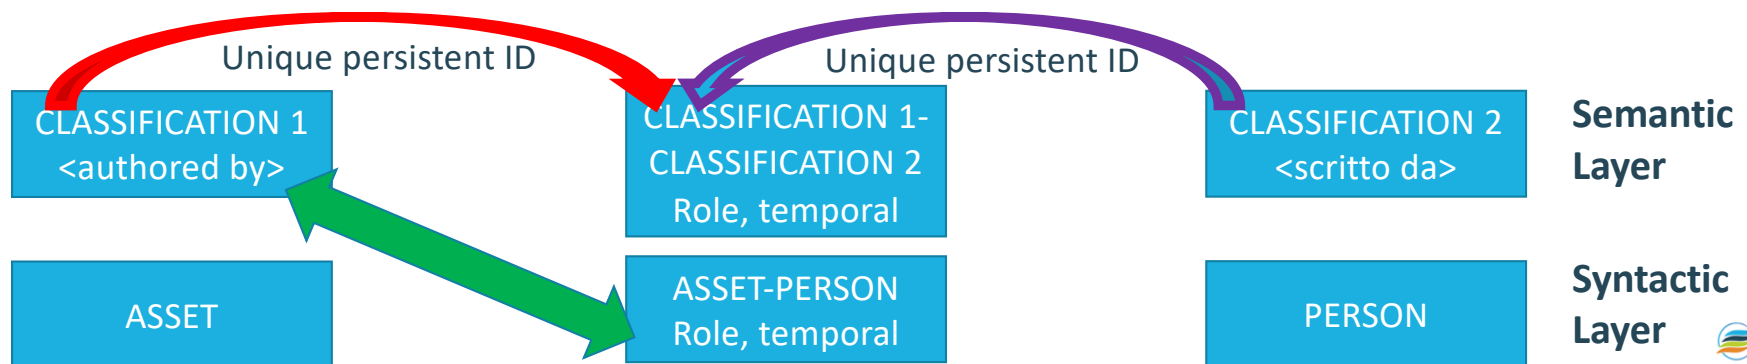 Unique persistent ID
Unique persistent ID
CLASSIFICATION 1
<authored by>
CLASSIFICATION 1-
CLASSIFICATION 2
Role, temporal
CLASSIFICATION 2
<scritto da>
Semantic
Layer
ASSET
ASSET-PERSON
Role, temporal
PERSON
Syntactic
Layer